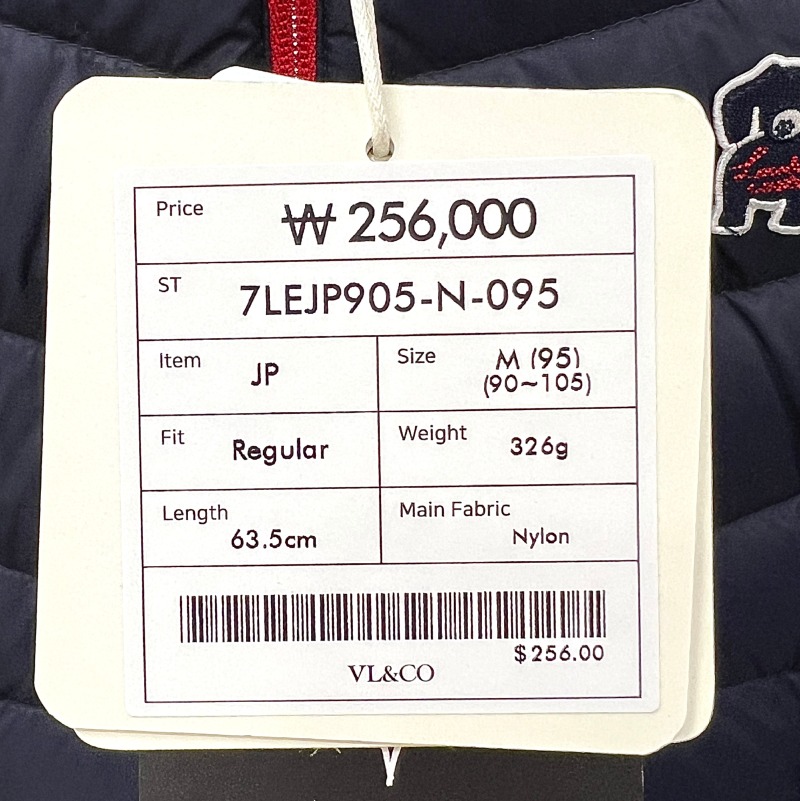 Price ₩ 256,000
ST 7LEJP905-N-095
Item JP
Size M (95)
(90~105)
Fit Regular
Weight 326g
Length 63.5cm
Main Fabric
Nylon
$256.00
VL&CO